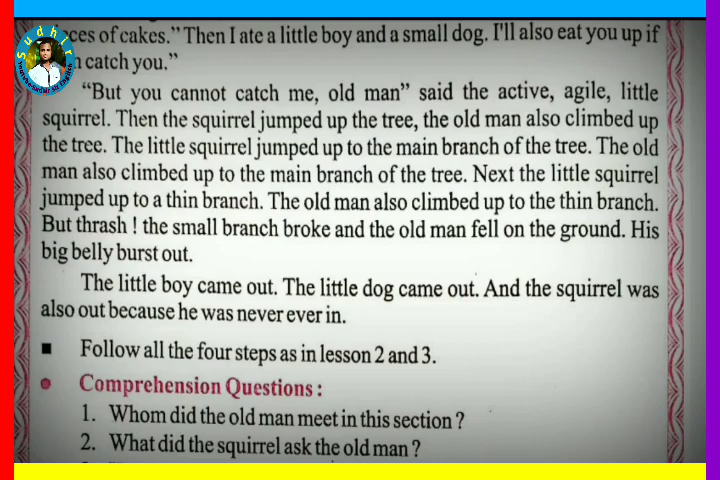 Sudhir
ces of cakes.” Then I ate a little boy and a small dog. I'll also eat you up if
catch you.”
“But you cannot catch me, old man” said the active, agile, little
squirrel. Then the squirrel jumped up the tree, the old man also climbed up
the tree. The little squirrel jumped up to the main branch of the tree. The old
man also climbed up to the main branch of the tree. Next the little squirrel
jumped up to a thin branch. The old man also climbed up to the thin branch.
But thrash ! the small branch broke and the old man fell on the ground. His
big belly burst out.
The little boy came out. The little dog came out. And the squirrel was
also out because he was never ever in.
■ Follow all the four steps as in lesson 2 and 3.
● Comprehension Questions :
1. Whom did the old man meet in this section ?
2. What did the squirrel ask the old man ?